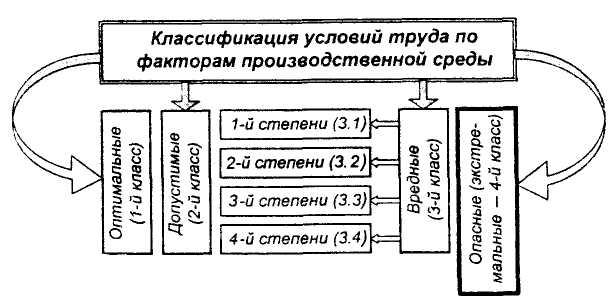 Классификация условий труда по
факторам производственной среды
Оптимальные
(1-й класс)
Допустимые
(2-й класс)
1-й степени (3.1)
2-й степени (3.2)
3-й степени (3.3)
4-й степени (3.4)
Вредные
(3-й класс)
Опасные (экстре-
мальные – 4-й класс)